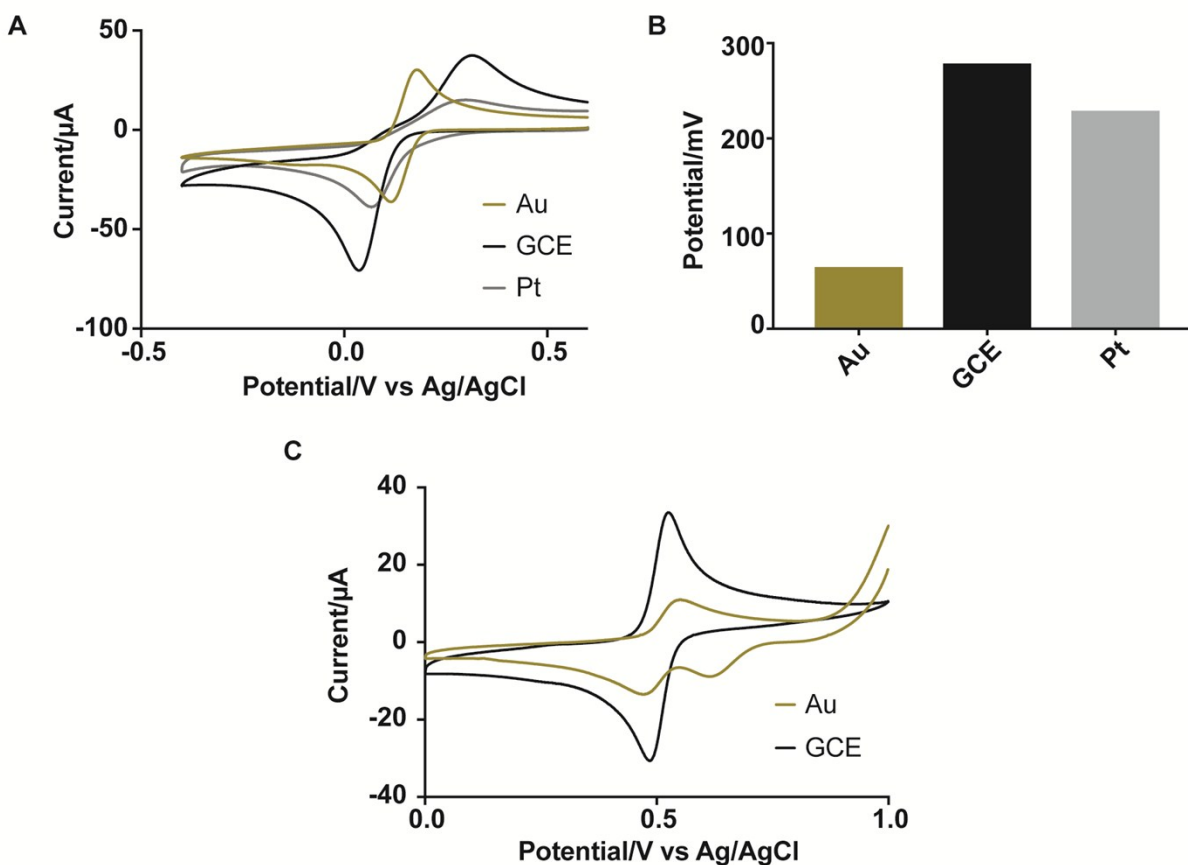 A
50
0
-50
-100
Current/µA
-0.5
0.0
0.5
Potential/V vs Ag/AgCl
Au
GCE
Pt
B
300
200
100
0
Potential/mV
Au
GCE
Pt
C
40
20
0
-20
-40
Current/µA
0.0
0.5
1.0
Potential/V vs Ag/AgCl
Au
GCE